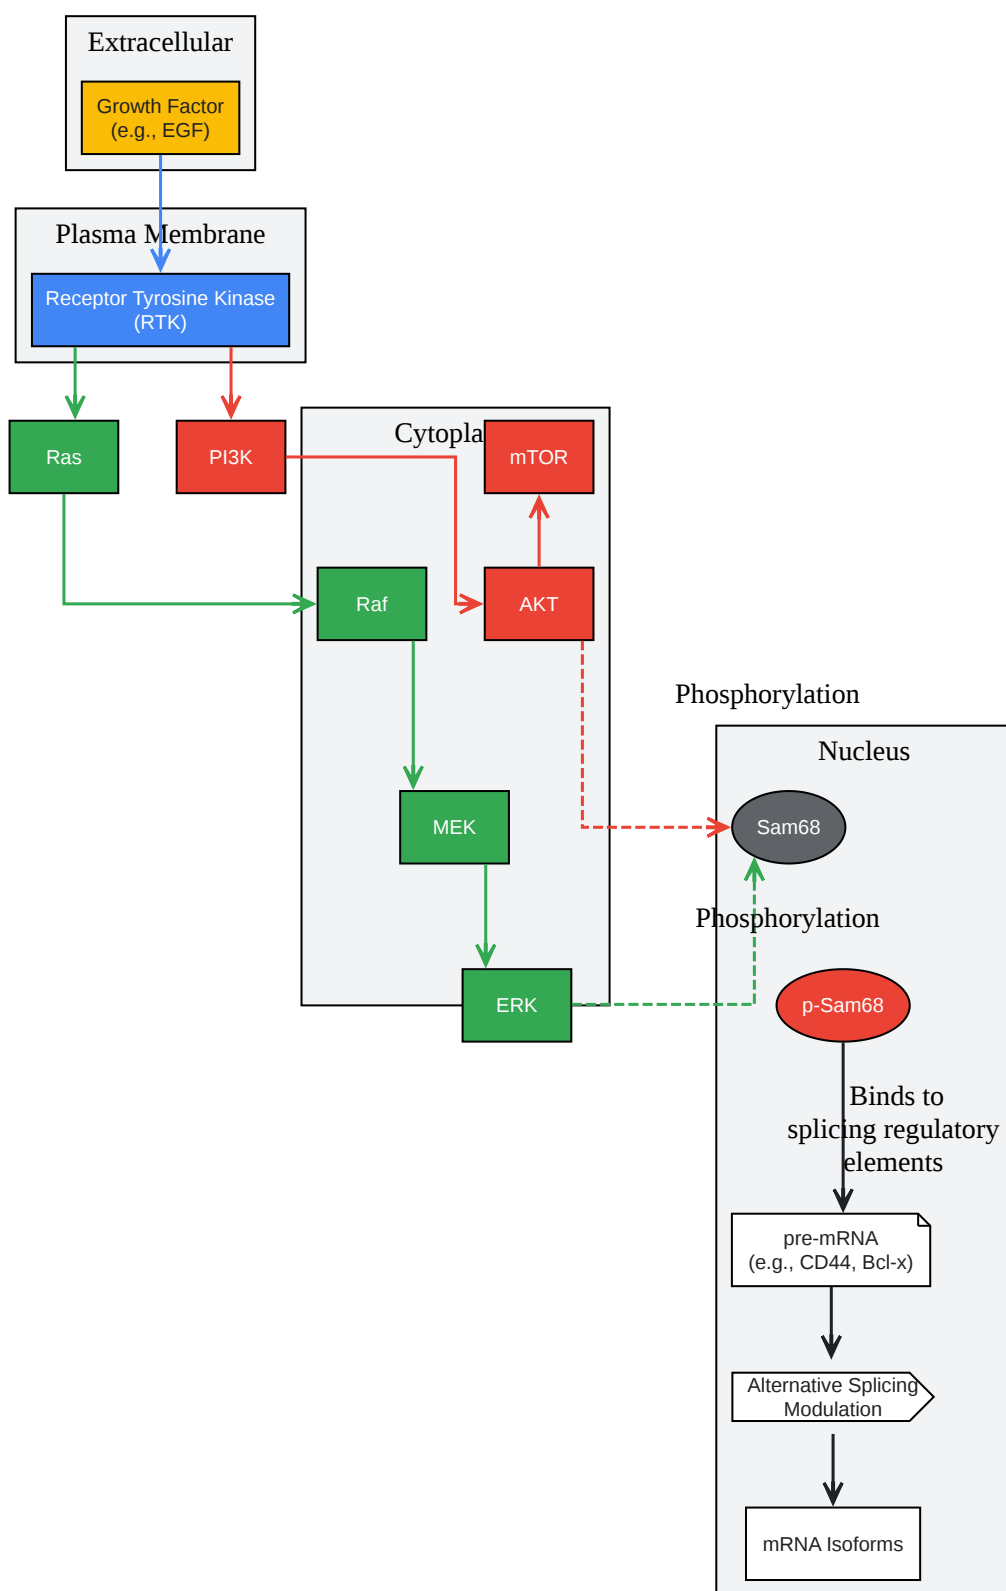 Extracellular
Growth Factor
(e.g., EGF)
Plasma Membrane
Receptor Tyrosine Kinase
(RTK)
Ras
PI3K
Cytopla
mTOR
Raf
AKT
Phosphorylation
Nucleus
MEK
Sam68
Phosphorylation
ERK
p-Sam68
Binds to
splicing regulatory
elements
pre-mRNA
(e.g., CD44, Bcl-x)
Alternative Splicing
Modulation
mRNA Isoforms